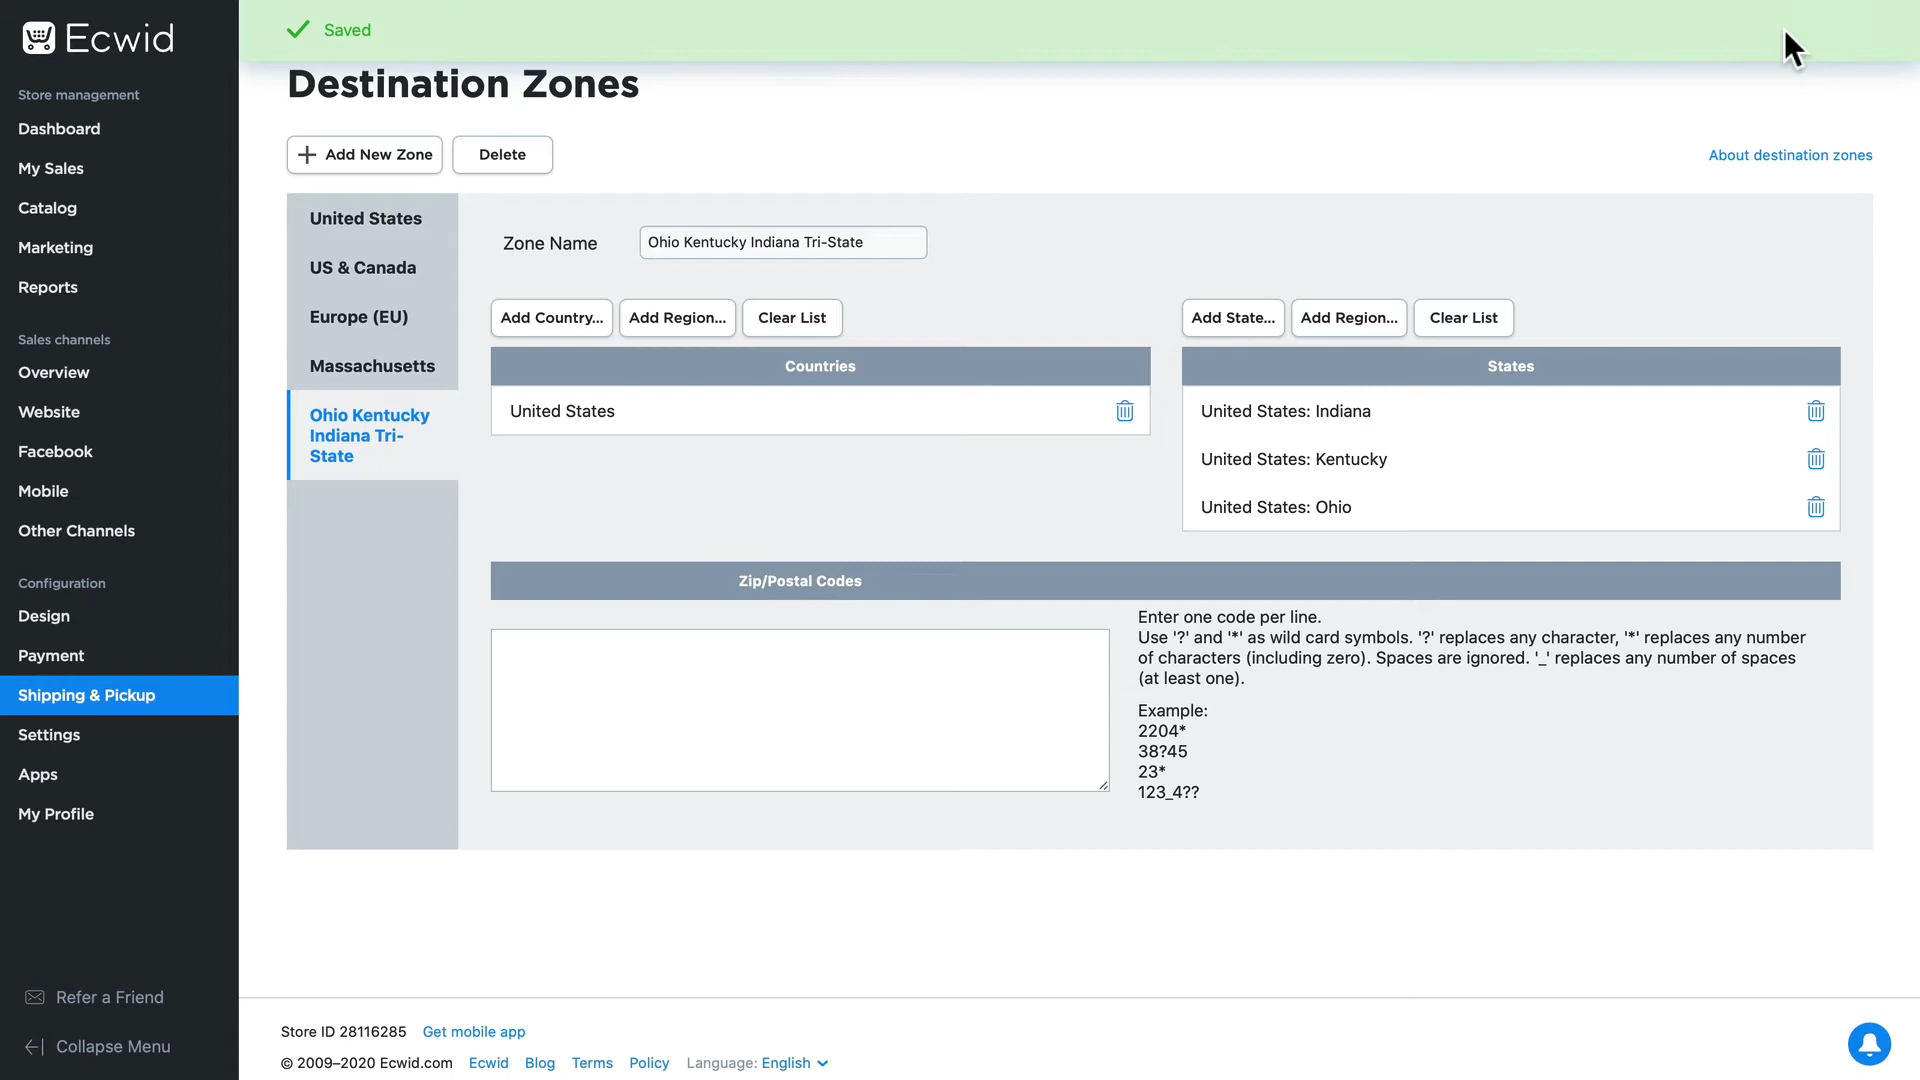 Ecwid
Store management
Dashboard
My Sales
Catalog
Marketing
Reports
Sales channels
Overview
Website
Facebook
Mobile
Other Channels
Configuration
Design
Payment
Shipping & Pickup
Settings
Apps
My Profile
Refer a Friend
Collapse Menu
Saved
Destination Zones
Add New Zone
Delete
About destination zones
United States
US & Canada
Europe (EU)
Massachusetts
Ohio Kentucky
Indiana Tri-
State
Zone Name
Ohio Kentucky Indiana Tri-State
Add Country...
Add Region...
Clear List
Countries
United States
Add State...
Add Region...
Clear List
States
United States: Indiana
United States: Kentucky
United States: Ohio
Zip/Postal Codes
Enter one code per line.
Use '?' and '*' as wild card symbols. '?' replaces any character, '*' replaces any number
of characters (including zero). Spaces are ignored. '_' replaces any number of spaces
(at least one).
Example:
2204*
38?45
23*
123_4??
Store ID 28116285 Get mobile app
© 2009–2020 Ecwid.com Ecwid Blog Terms Policy Language: English